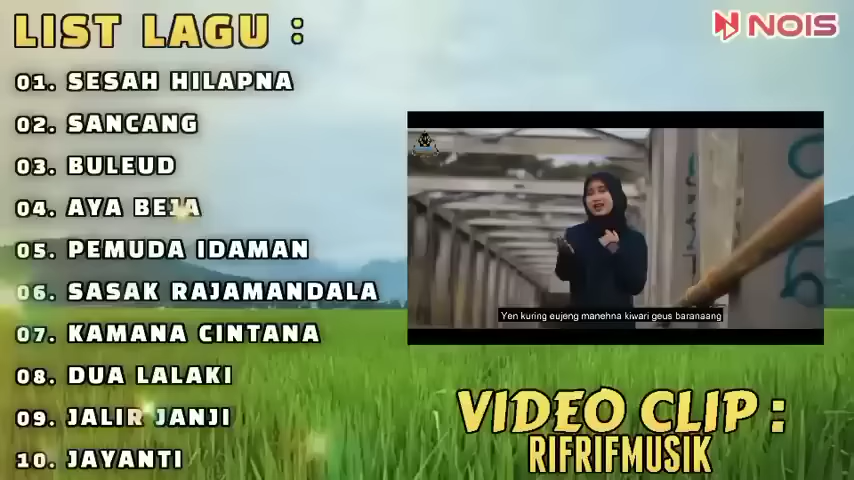 LIST LAGU :
01. SESAH HILAPNA
02. SANCANG
03. BULEUD
04. AYA BEJA
05. PEMUDA IDAMAN
06. SASAK RAJAMANDALA
07. KAMANA CINTANA
08. DUA LALAKI
09. JALIR JANJI
10. JAYANTI
NOIS
Yen kuring eujeng manehna kiwari geus baranaang
VIDEO CLIP :
RIFRIFMUSIK